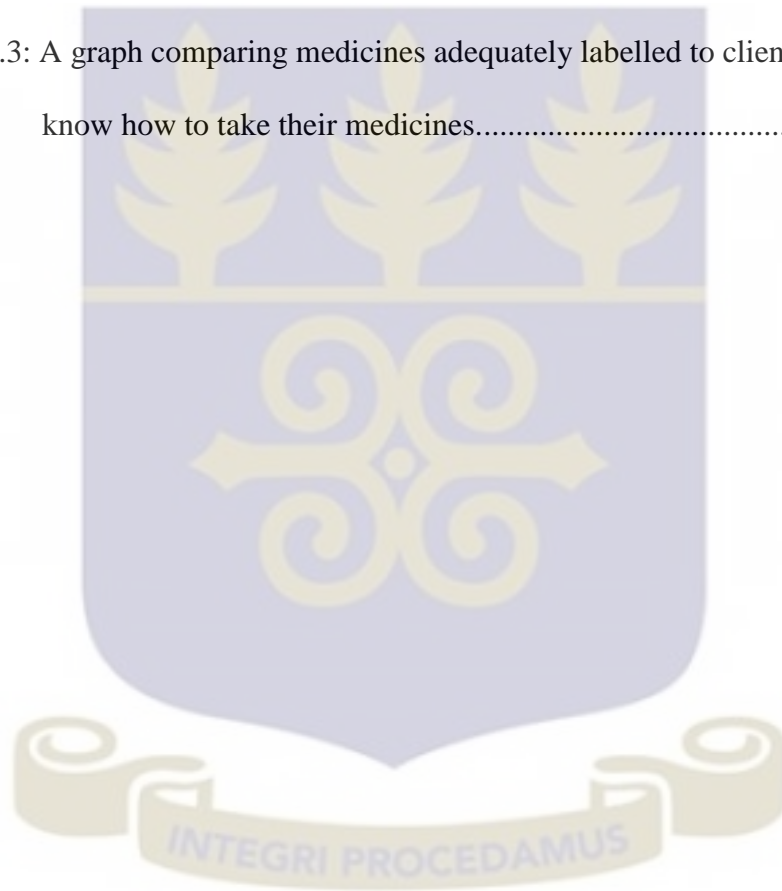 .3: A graph comparing medicines adequately labelled to clien
know how to take their medicines....................................
INTEGRI PROCEDAMUS